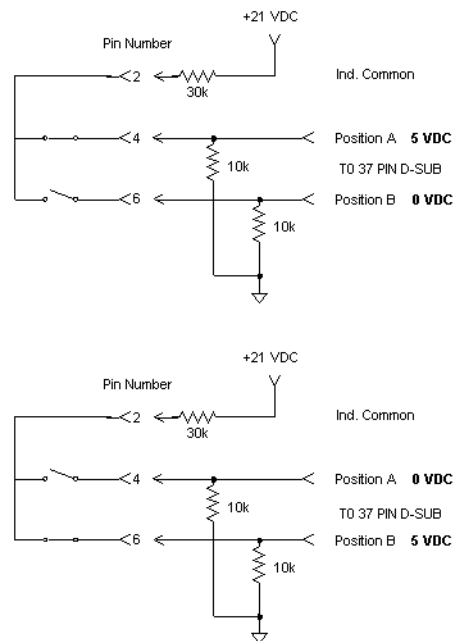 +21 VDC
Pin Number
2
30k
Ind. Common
4
Position A 5 VDC
10k
TO 37 PIN D-SUB
6
Position B 0 VDC
10k
+21 VDC
Pin Number
2
30k
Ind. Common
4
Position A 0 VDC
10k
TO 37 PIN D-SUB
6
Position B 5 VDC
10k